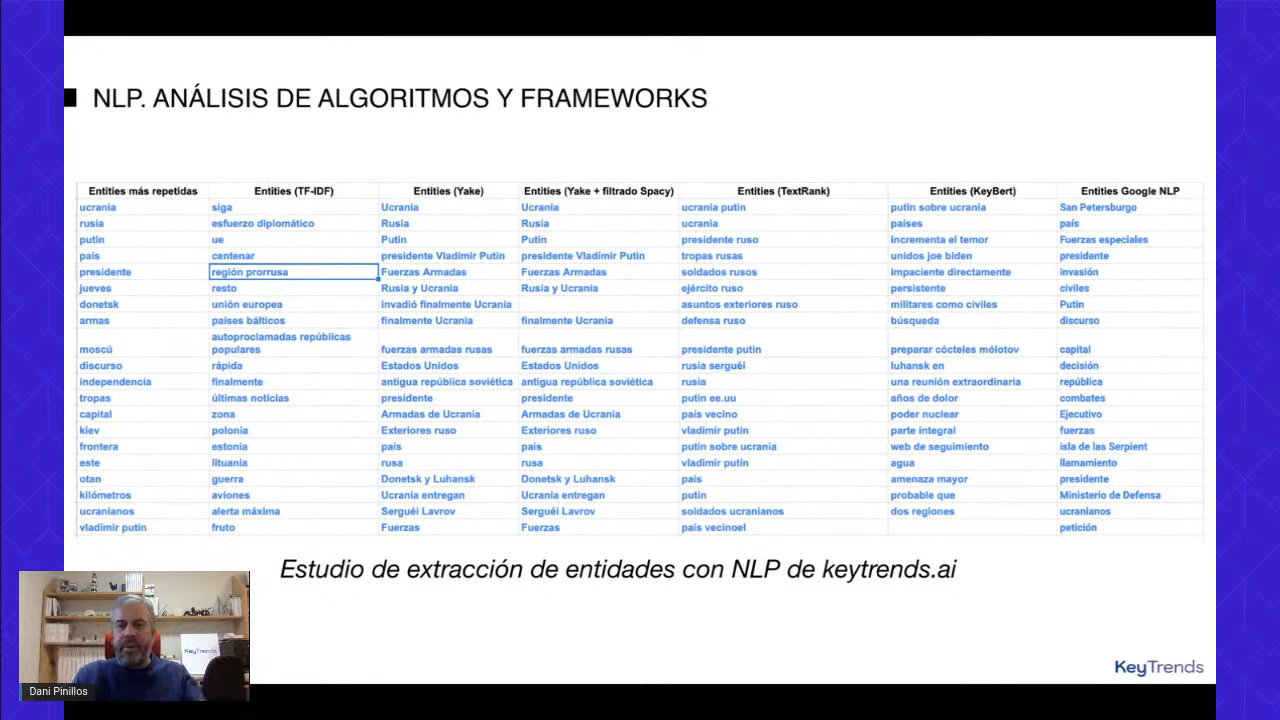 NLP. ANÁLISIS DE ALGORITMOS Y FRAMEWORKS
Entities más repetidas Entities (TF-IDF) Entities (Yake) Entities (Yake + filtrado Spacy) Entities (TextRank) Entities (KeyBert) Entities Google NLP
ucrania siga Ucrania Ucrania ucrania putin putin sobre ucrania San Petersburgo
rusia esfuerzo diplomático Rusia Rusia ucrania países país
putin ue Putin Putin presidente ruso incrementa el temor Fuerzas especiales
país centenar presidente Vladímir Putin presidente Vladímir Putin tropas rusas unidos joe biden presidente
presidente región prorrusa Fuerzas Armadas Fuerzas Armadas soldados rusos impaciente directamente invasión
jueves resto Rusia y Ucrania Rusia y Ucrania ejército ruso persistente civiles
donetsk unión europea invadió finalmente Ucrania asuntos exteriores ruso militares como civiles Putin
armas países bálticos finalmente Ucrania finalmente Ucrania defensa ruso búsqueda discurso
autoproclamadas repúblicas
moscú populares fuerzas armadas rusas fuerzas armadas rusas presidente putin preparar cócteles mólotov capital
discurso rápida Estados Unidos Estados Unidos rusia serguéi luhansk en decisión
independencia finalmente antigua república soviética antigua república soviética rusia una reunión extraordinaria república
tropas últimas noticias presidente presidente putin ee.uu años de dolor combates
capital zona Armadas de Ucrania Armadas de Ucrania país vecino poder nuclear Ejecutivo
kiev polonia Exteriores ruso Exteriores ruso vladímir putin parte integral fuerzas
frontera estonia país país putin sobre ucrania web de seguimiento isla de las Serpient
este lituania rusa rusa vladímir putin agua llamamiento
otan guerra Donetsk y Luhansk Donetsk y Luhansk país amenaza mayor presidente
kilómetros aviones Ucrania entregan Ucrania entregan putin probable que Ministerio de Defensa
ucranianos alerta máxima Serguéi Lavrov Serguéi Lavrov soldados ucranianos dos regiones ucranianos
vladímir putin fruto Fuerzas Fuerzas país vecinoel petición
Estudio de extracción de entidades con NLP de keytrends.ai
KeyTrends
Dani Pinillos
KeyTrends